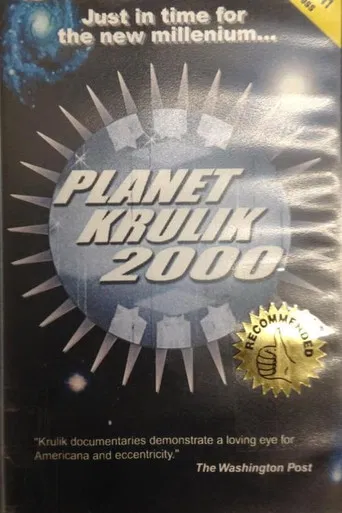 Just in time for
the new millenium...
PLANET
KRULIK
2000
RECOMMENDED
"Krulik documentaries demonstrate a loving eye for
Americana and eccentricity."
The Washington Post